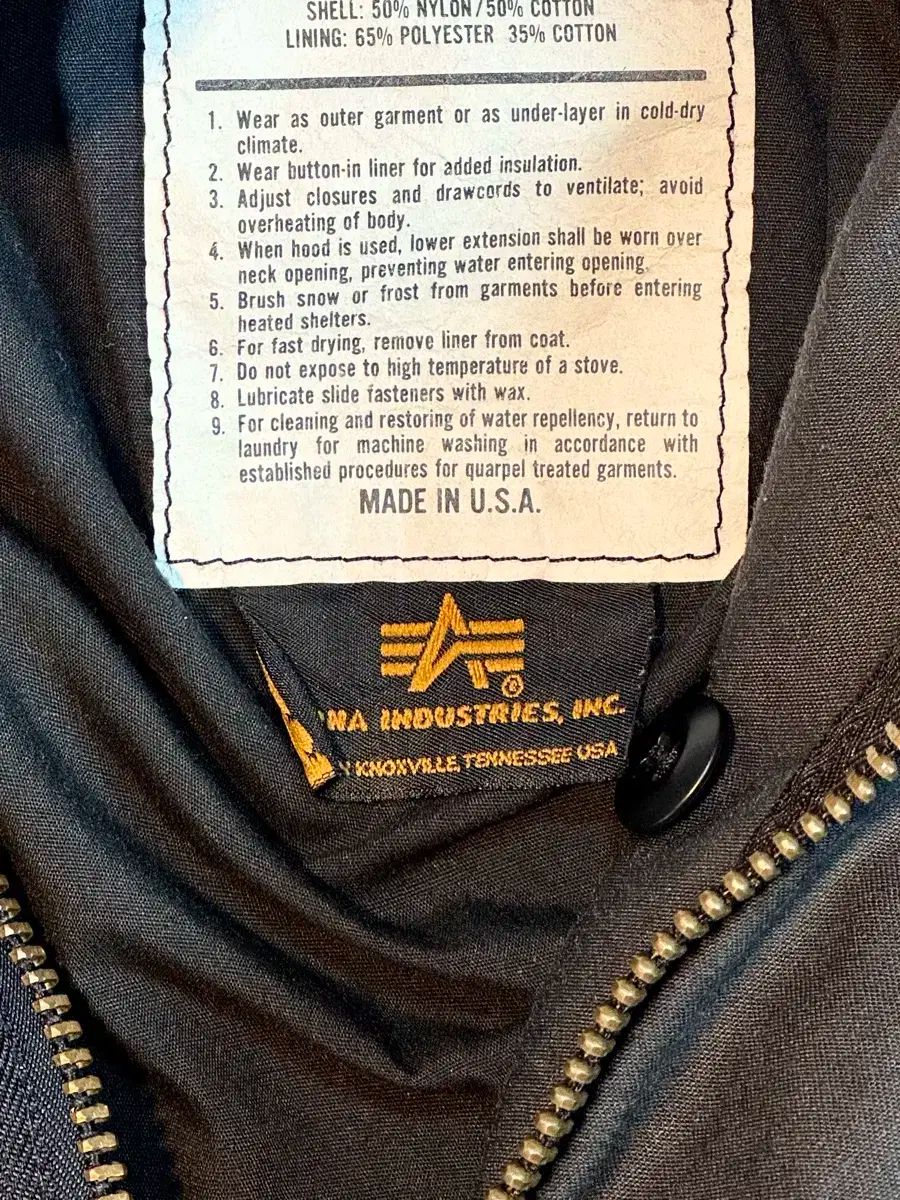 SHELL: 50% NYLON/50% COTTON
LINING: 65% POLYESTER 35% COTTON
1. Wear as outer garment or as under-layer in cold-dry
climate.
2. Wear button-in liner for added insulation.
3. Adjust closures and drawcords to ventilate; avoid
overheating of body.
4. When hood is used, lower extension shall be worn over
neck opening, preventing water entering opening.
5. Brush snow or frost from garments before entering
heated shelters.
6. For fast drying, remove liner from coat.
7. Do not expose to high temperature of a stove.
8. Lubricate slide fasteners with wax.
9. For cleaning and restoring of water repellency, return to
laundry for machine washing in accordance with
established procedures for quarpel treated garments.
MADE IN U.S.A.
INDUSTRIES, INC.
KNOXVILLE, TENNESSEE USA